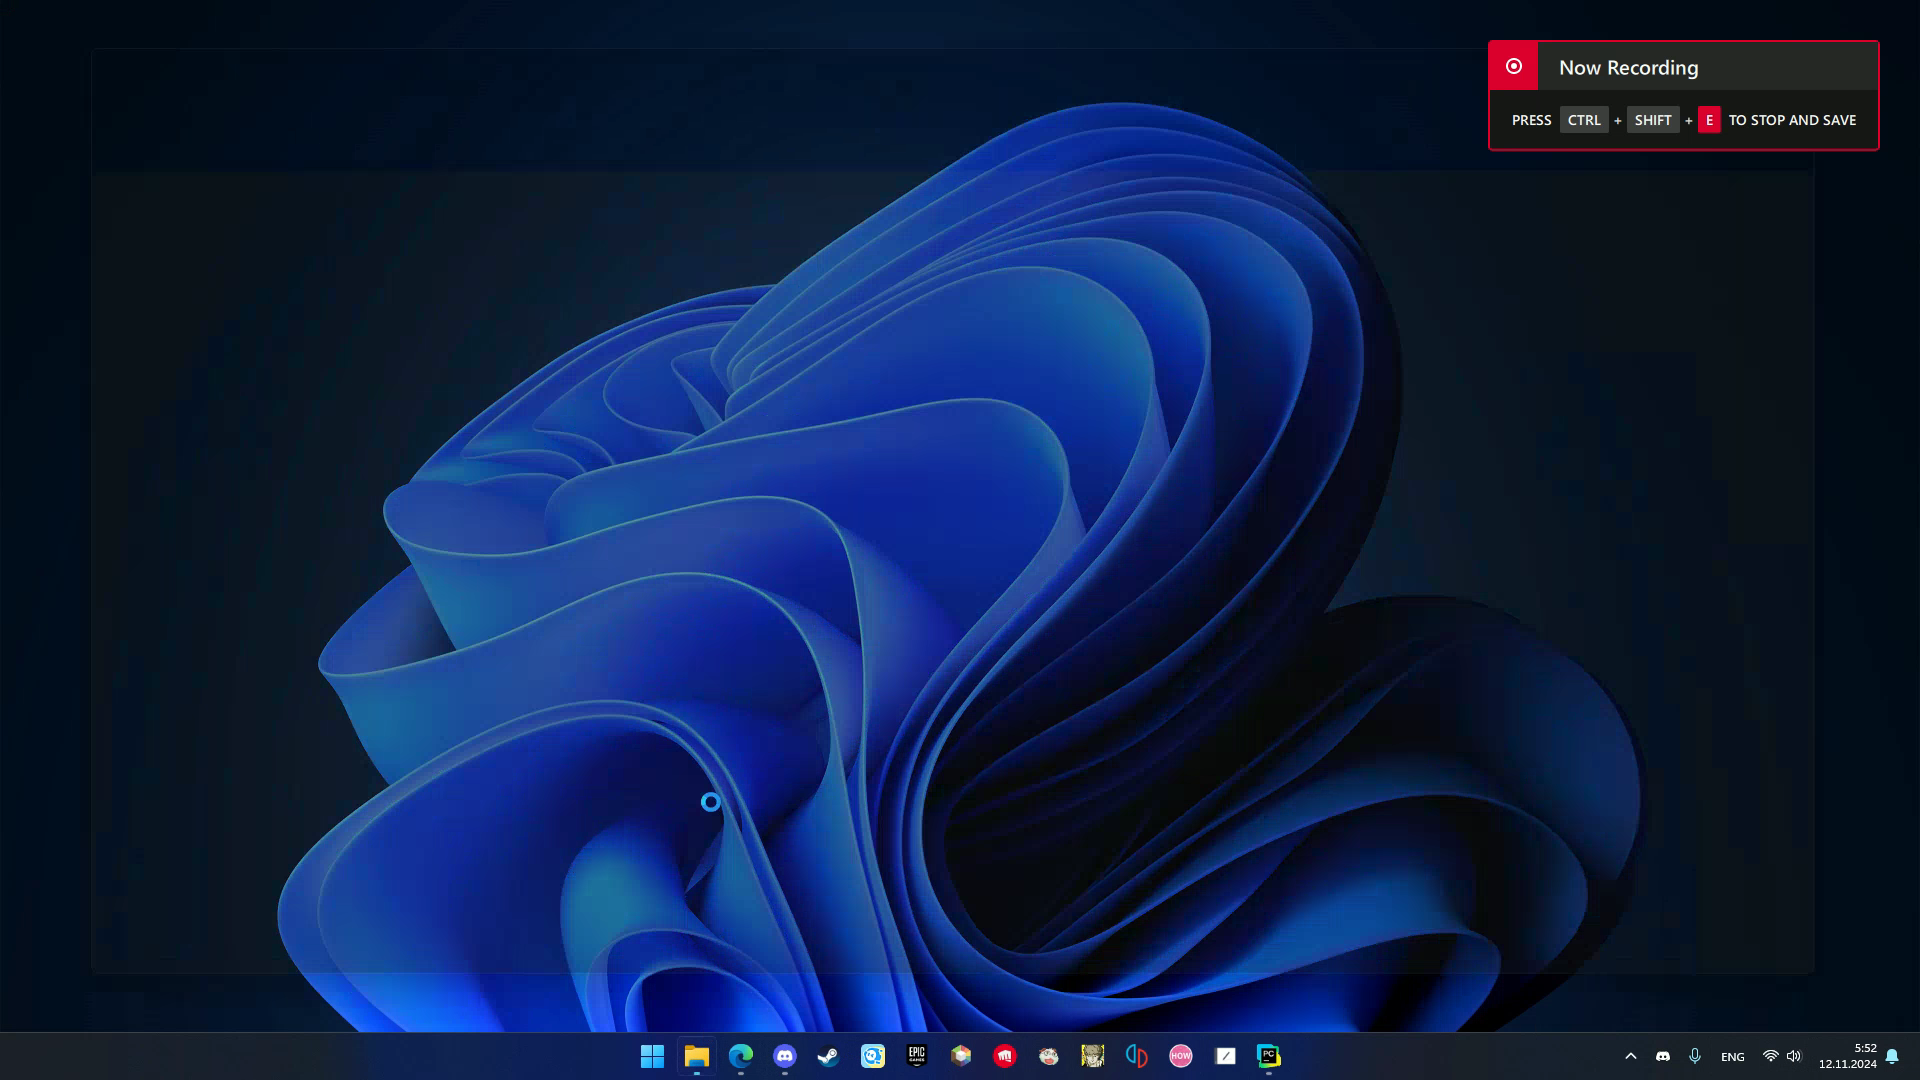 Now Recording
PRESS CTRL + SHIFT + E TO STOP AND SAVE
EPIC
GAMES
HOW
PC
ENG
5:52
12.11.2024